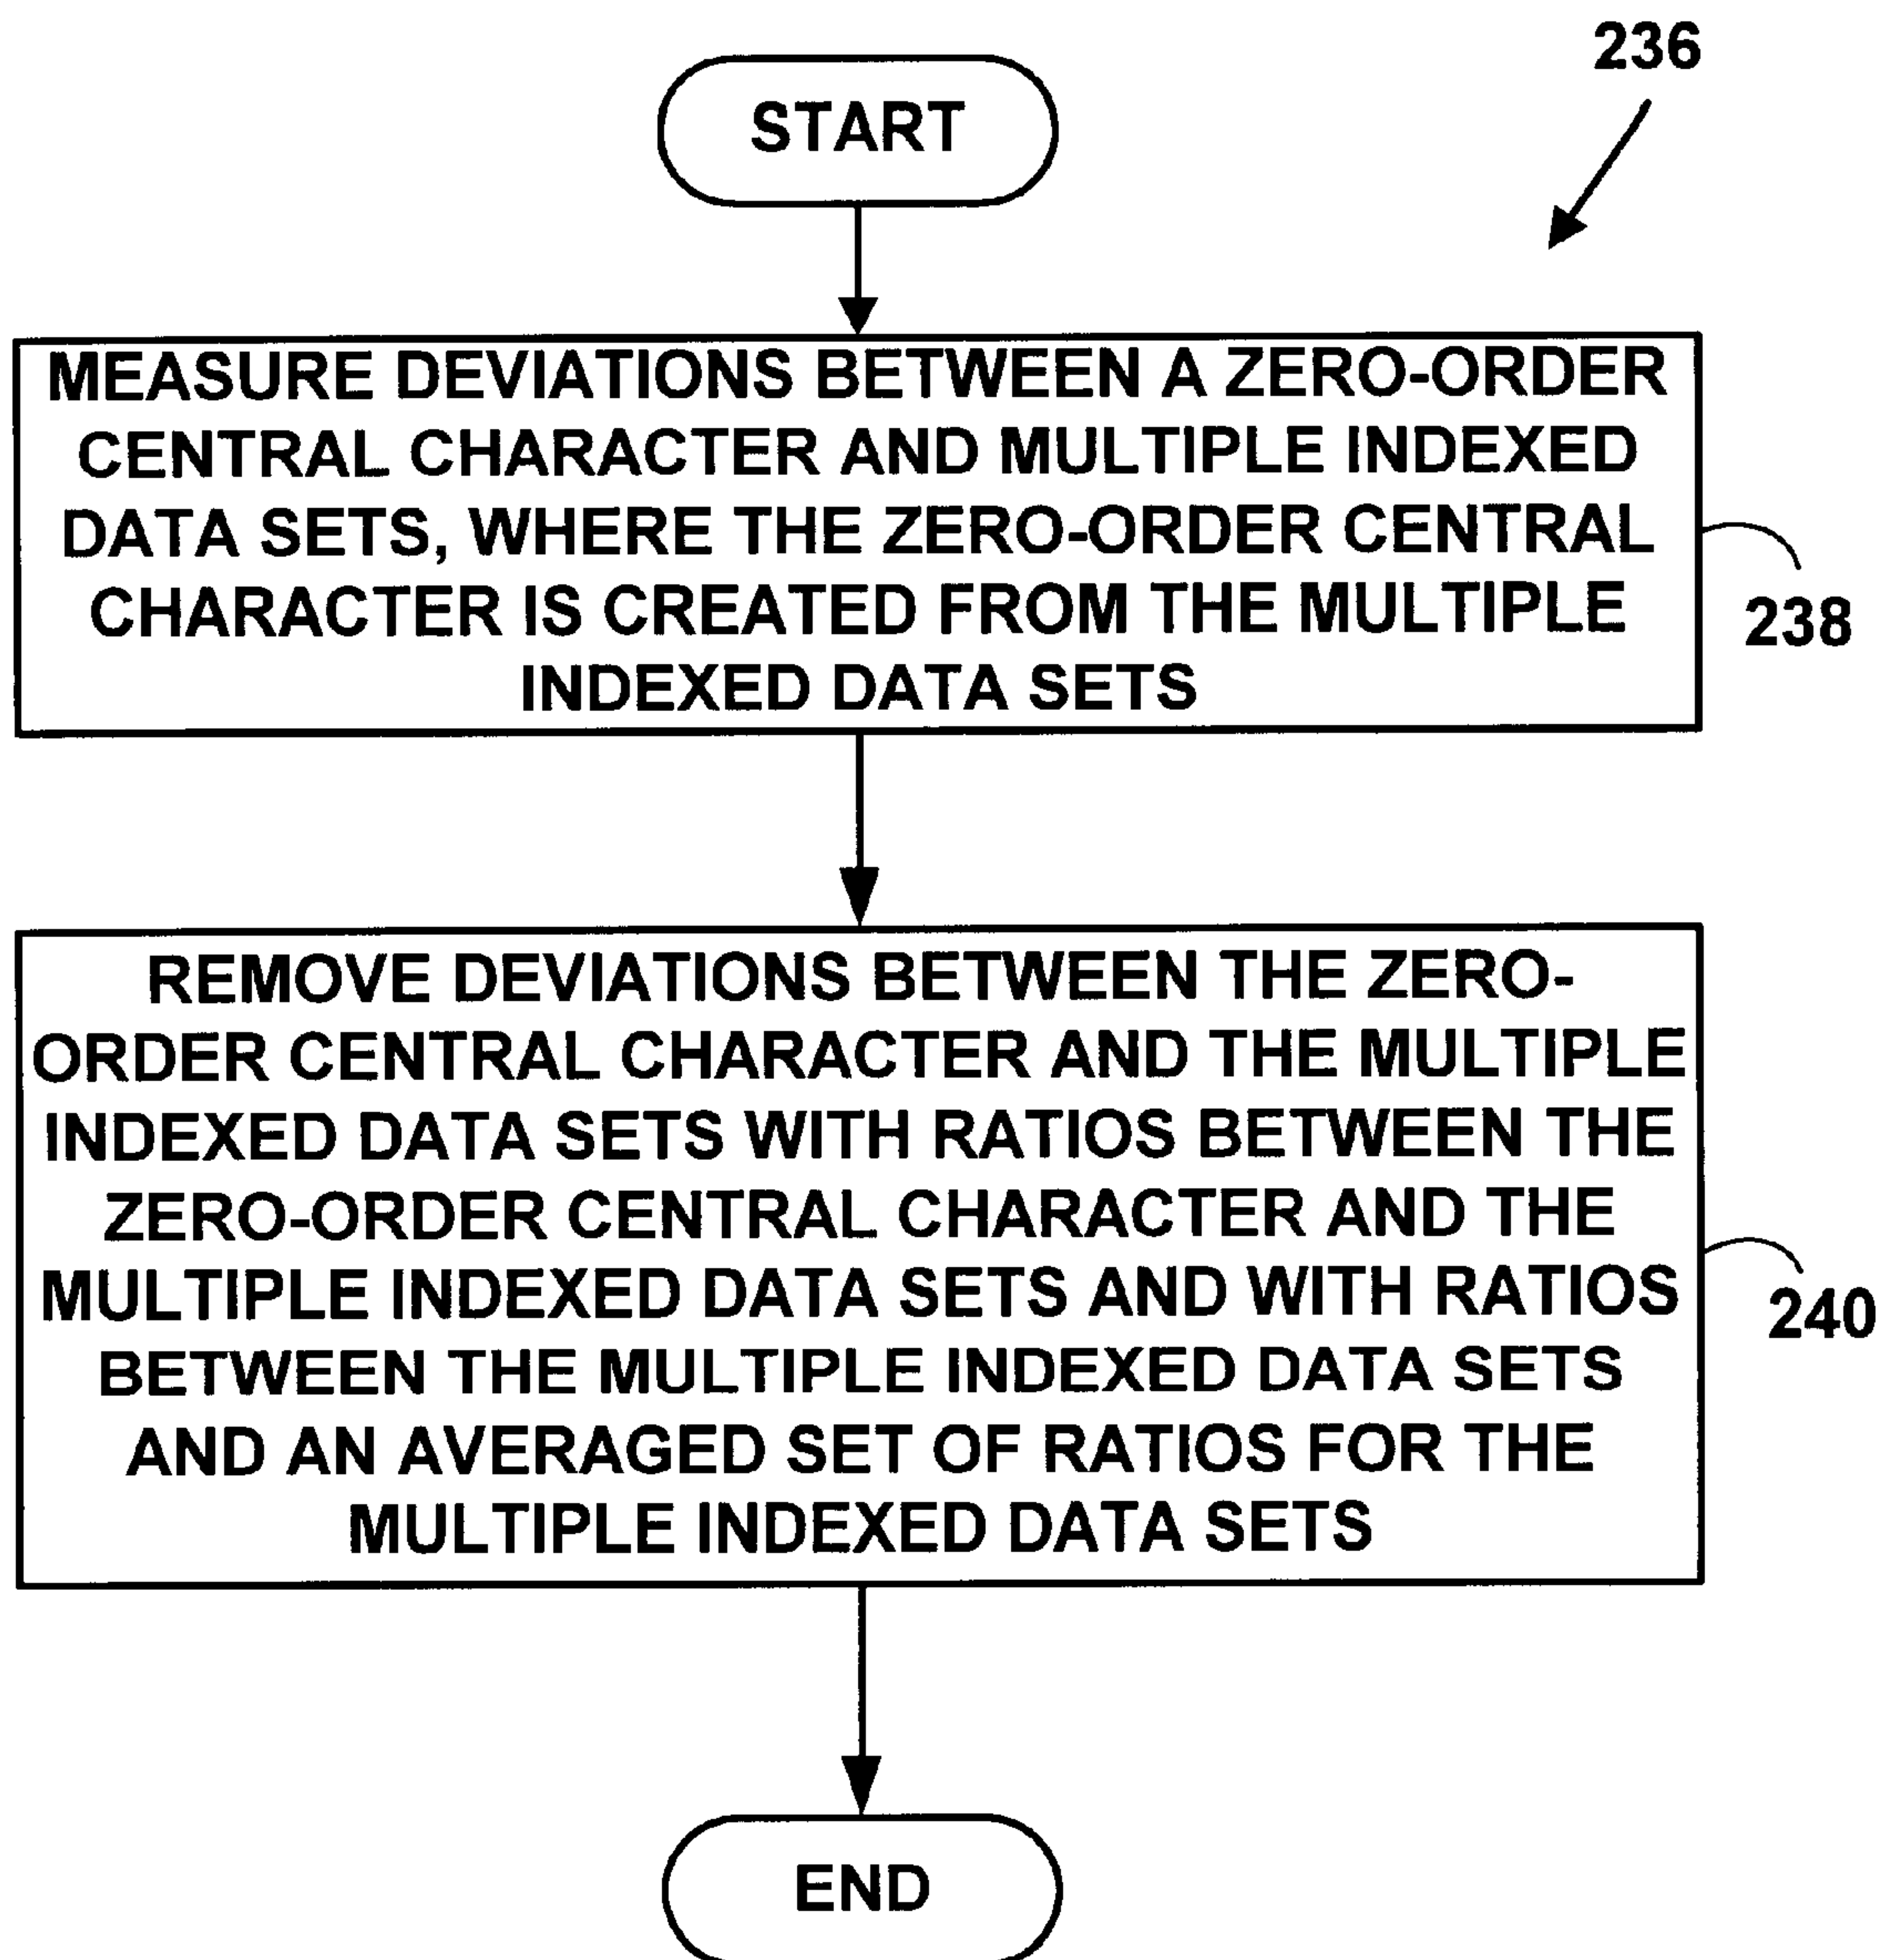 236
START
MEASURE DEVIATIONS BETWEEN A ZERO-ORDER
CENTRAL CHARACTER AND MULTIPLE INDEXED
DATA SETS, WHERE THE ZERO-ORDER CENTRAL
CHARACTER IS CREATED FROM THE MULTIPLE
INDEXED DATA SETS
238
REMOVE DEVIATIONS BETWEEN THE ZERO-
ORDER CENTRAL CHARACTER AND THE MULTIPLE
INDEXED DATA SETS WITH RATIOS BETWEEN THE
ZERO-ORDER CENTRAL CHARACTER AND THE
MULTIPLE INDEXED DATA SETS AND WITH RATIOS
BETWEEN THE MULTIPLE INDEXED DATA SETS
AND AN AVERAGED SET OF RATIOS FOR THE
MULTIPLE INDEXED DATA SETS
240
END